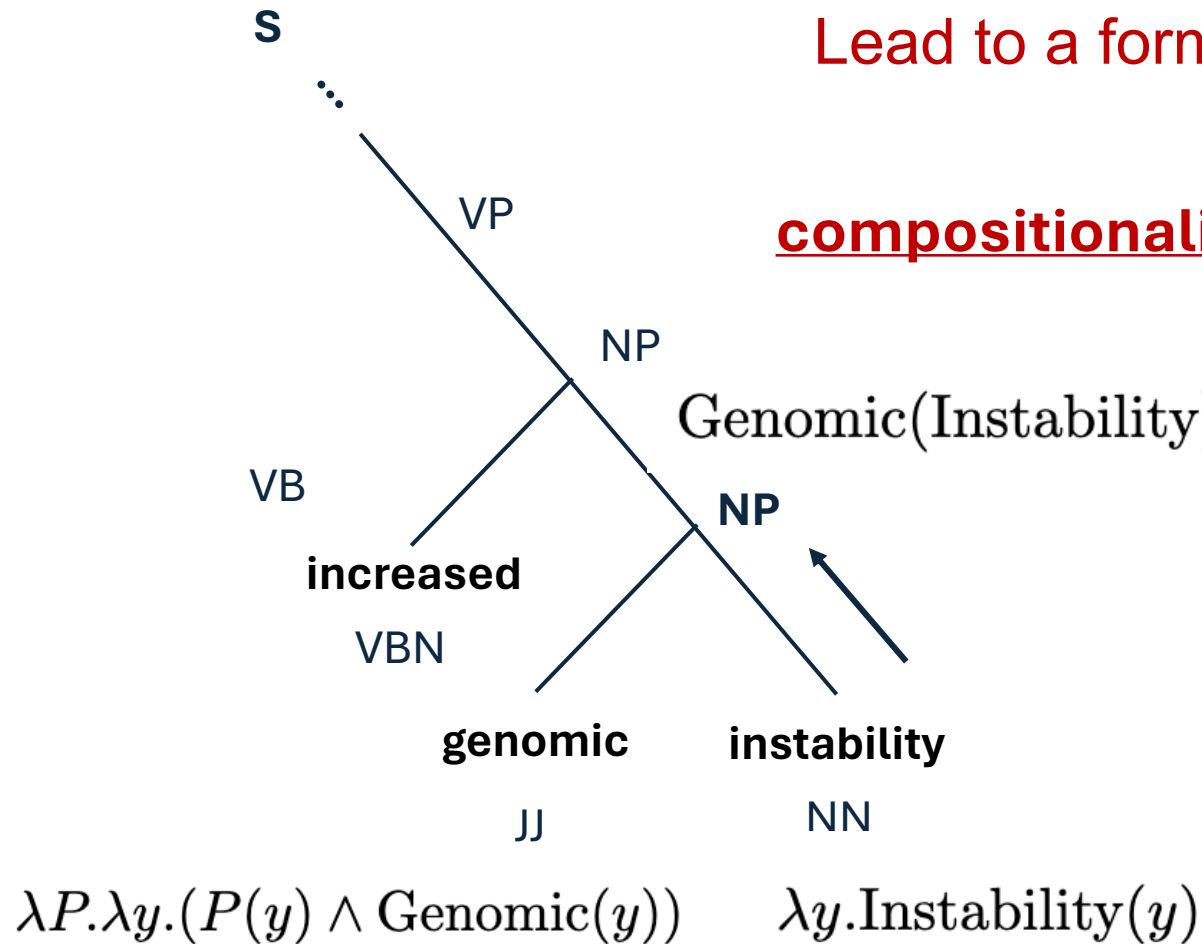 S
Lead to a forn
VP
compositionali
NP
Genomic(Instability)
VB
NP
increased
VBN
genomic
instability
JJ
NN
λP.λy.(P(y) ∧ Genomic(y))
λy.Instability(y)